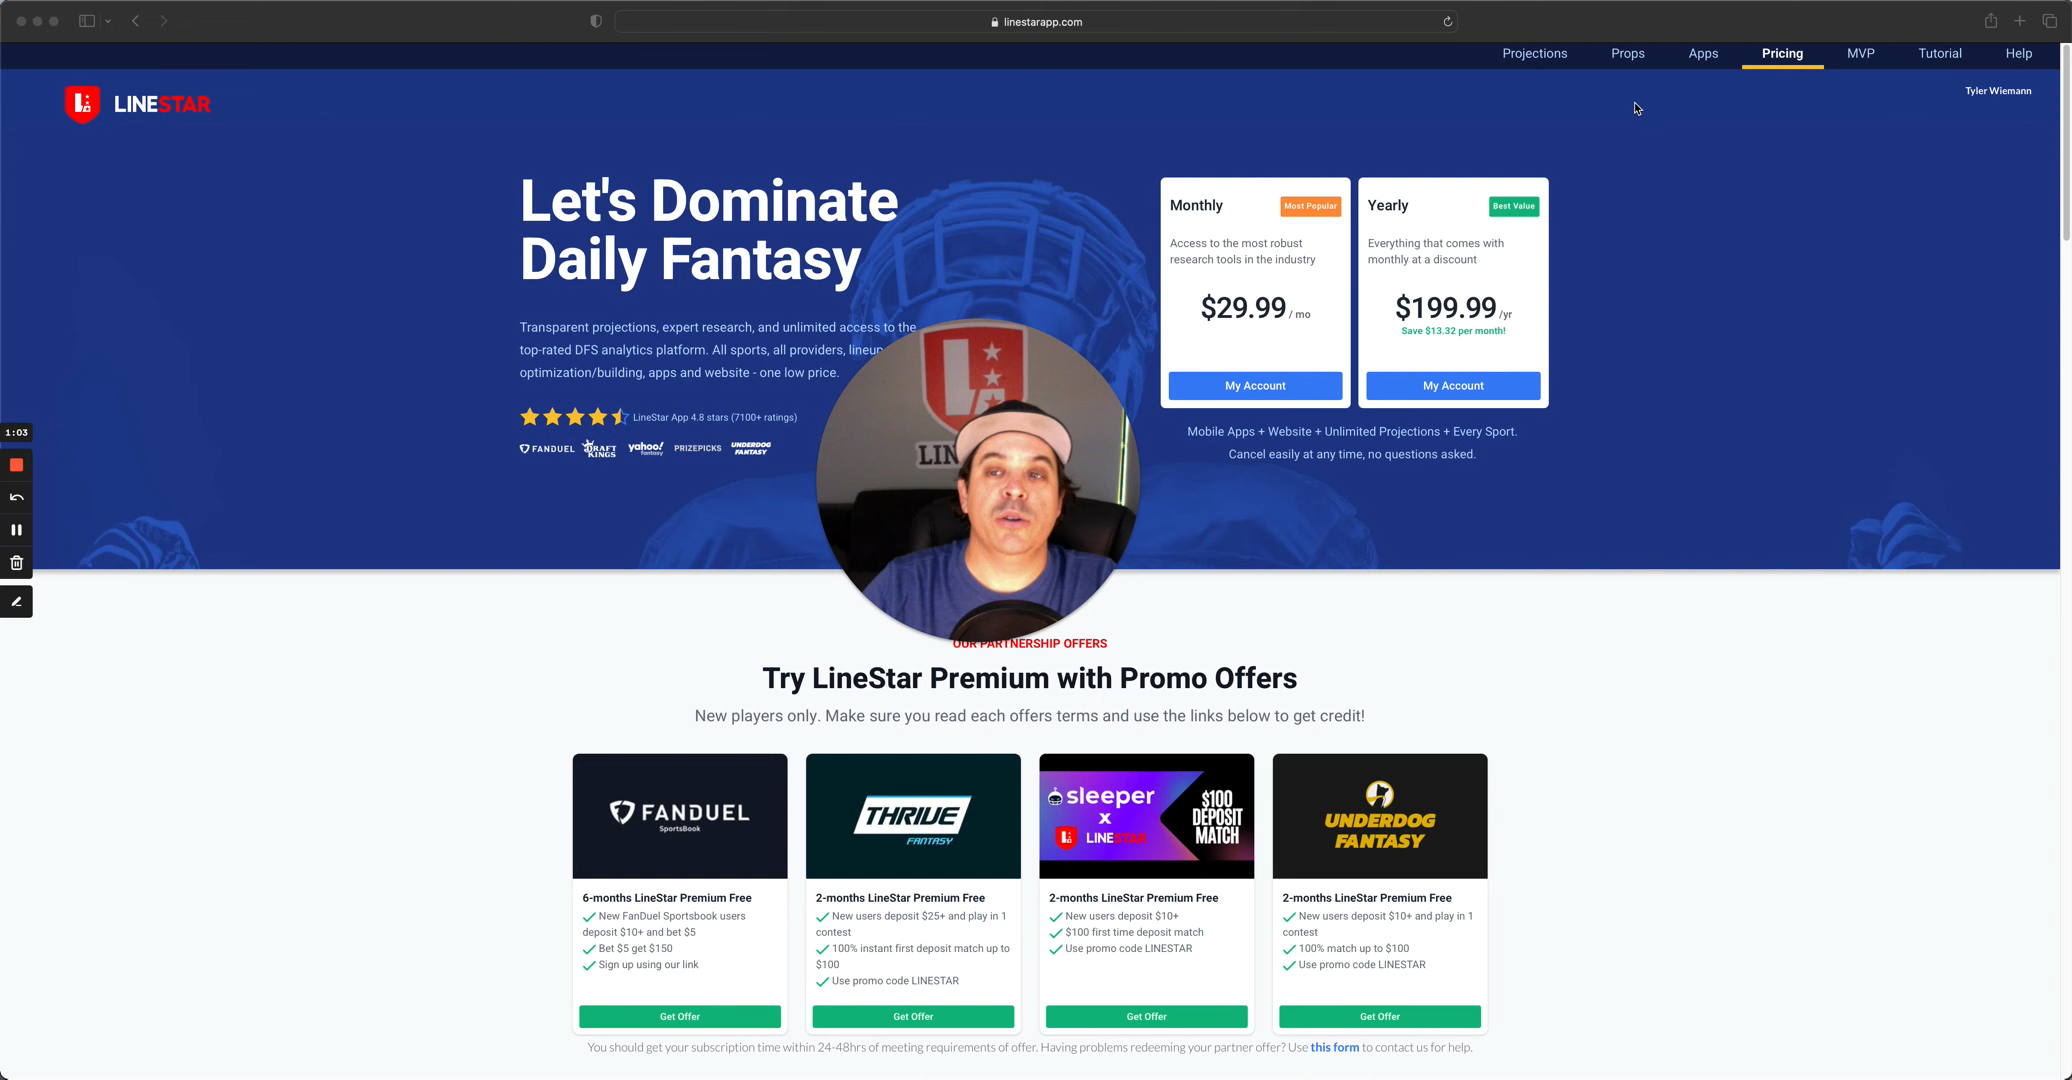 linestarapp.com
Projections Props Apps Pricing MVP Tutorial Help
LINESTAR
Tyler Wiemann
Let's Dominate
Daily Fantasy
Transparent projections, expert research, and unlimited access to the
top-rated DFS analytics platform. All sports, all providers,
optimization/building, apps and website - one low price.
LineStar App 4.8 stars (7100+ ratings)
FANDUEL DRAFT KINGS yahoo! fantasy PRIZEPICKS UNDERDOG FANTASY
Monthly Most Popular
Access to the most robust
research tools in the industry
$29.99 / mo
My Account
Yearly Best Value
Everything that comes with
monthly at a discount
$199.99 /yr
Save $13.32 per month!
My Account
Mobile Apps + Website + Unlimited Projections + Every Sport.
Cancel easily at any time, no questions asked.
1:03
OUR PARTNERSHIP OFFERS
Try LineStar Premium with Promo Offers
New players only. Make sure you read each offers terms and use the links below to get credit!
FANDUEL
SportsBook
6-months LineStar Premium Free
New FanDuel Sportsbook users
deposit $10+ and bet $5
Bet $5 get $150
Sign up using our link
Get Offer
THRIVE
FANTASY
2-months LineStar Premium Free
New users deposit $25+ and play in 1
contest
100% instant first deposit match up to
$100
Use promo code LINESTAR
Get Offer
sleeper
X
LINESTAR
$100
DEPOSIT
MATCH
2-months LineStar Premium Free
New users deposit $10+
$100 first time deposit match
Use promo code LINESTAR
Get Offer
UNDERDOG
FANTASY
2-months LineStar Premium Free
New users deposit $10+ and play in 1
contest
100% match up to $100
Use promo code LINESTAR
Get Offer
You should get your subscription time within 24-48hrs of meeting requirements of offer. Having problems redeeming your partner offer? Use this form to contact us for help.